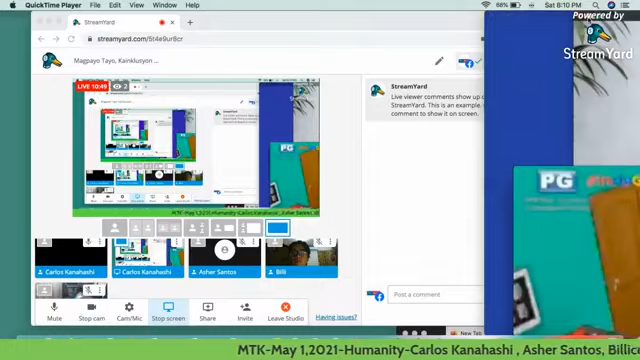 QuickTime Player File Edit View Window Help
68% Sat 8:10 PM
Powered by
StreamYard
StreamYard
streamyard.com/5t4e9ur8cr
Magpayo Tayo, Kainklusyon ...
LIVE 10:49 2
StreamYard
Live viewer comments show up
StreamYard. This is an example.
comment to show it on screen.
PG
MTK-May 1,2021-Humanity-Carlos Kanahashi , Asher Santos,
Carlos Kanahashi
Carlos Kanahashi
Asher Santos
Billi
Post a comment
Mute
Stop cam
Cam/Mic
Stop screen
Share
Invite
Leave Studio
Having issues?
New Tab
MTK-May 1,2021-Humanity-Carlos Kanahashi , Asher Santos, Billic